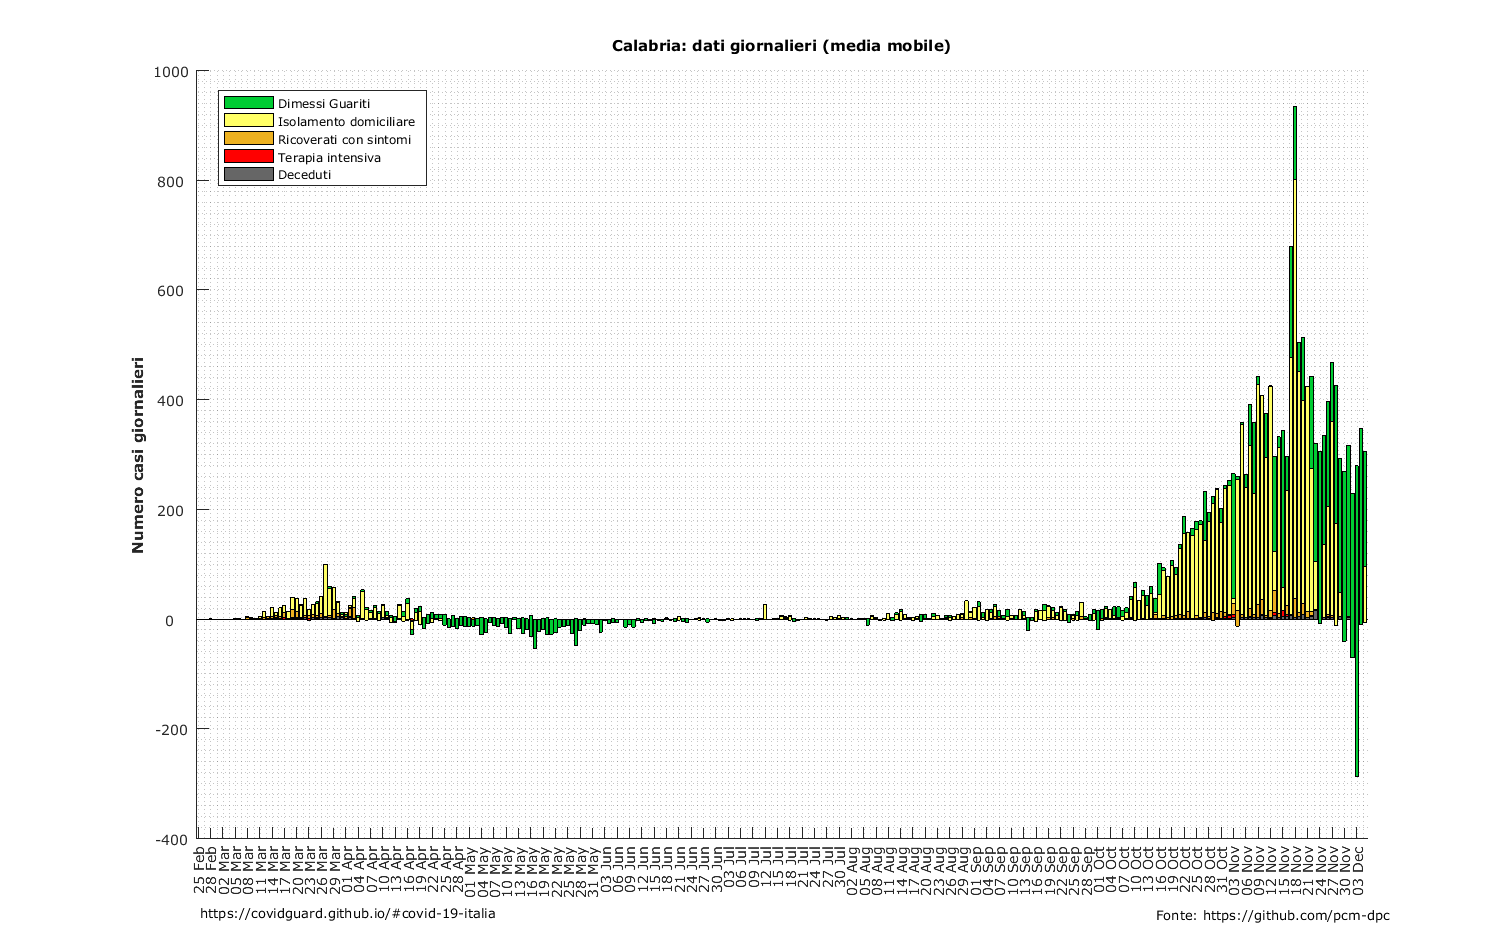 Calabria: dati giornalieri (media mobile)
1000
800
600
400
200
0
-200
-400
Numero casi giornalieri
Dimessi Guariti
Isolamento domiciliare
Ricoverati con sintomi
Terapia intensiva
Deceduti
25 Feb
28 Feb
02 Mar
05 Mar
08 Mar
11 Mar
14 Mar
17 Mar
20 Mar
23 Mar
26 Mar
29 Mar
01 Apr
04 Apr
07 Apr
10 Apr
13 Apr
16 Apr
19 Apr
22 Apr
25 Apr
28 Apr
01 May
04 May
07 May
10 May
13 May
16 May
19 May
22 May
25 May
28 May
31 May
03 Jun
06 Jun
09 Jun
12 Jun
15 Jun
18 Jun
21 Jun
24 Jun
27 Jun
30 Jun
03 Jul
06 Jul
09 Jul
12 Jul
15 Jul
18 Jul
21 Jul
24 Jul
27 Jul
30 Jul
02 Aug
05 Aug
08 Aug
11 Aug
14 Aug
17 Aug
20 Aug
23 Aug
26 Aug
29 Aug
01 Sep
04 Sep
07 Sep
10 Sep
13 Sep
16 Sep
19 Sep
22 Sep
25 Sep
28 Sep
01 Oct
04 Oct
07 Oct
10 Oct
13 Oct
16 Oct
19 Oct
22 Oct
25 Oct
28 Oct
31 Oct
03 Nov
06 Nov
09 Nov
12 Nov
15 Nov
18 Nov
21 Nov
24 Nov
27 Nov
30 Nov
03 Dec
https://covidguard.github.io/#covid-19-italia
Fonte: https://github.com/pcm-dpc